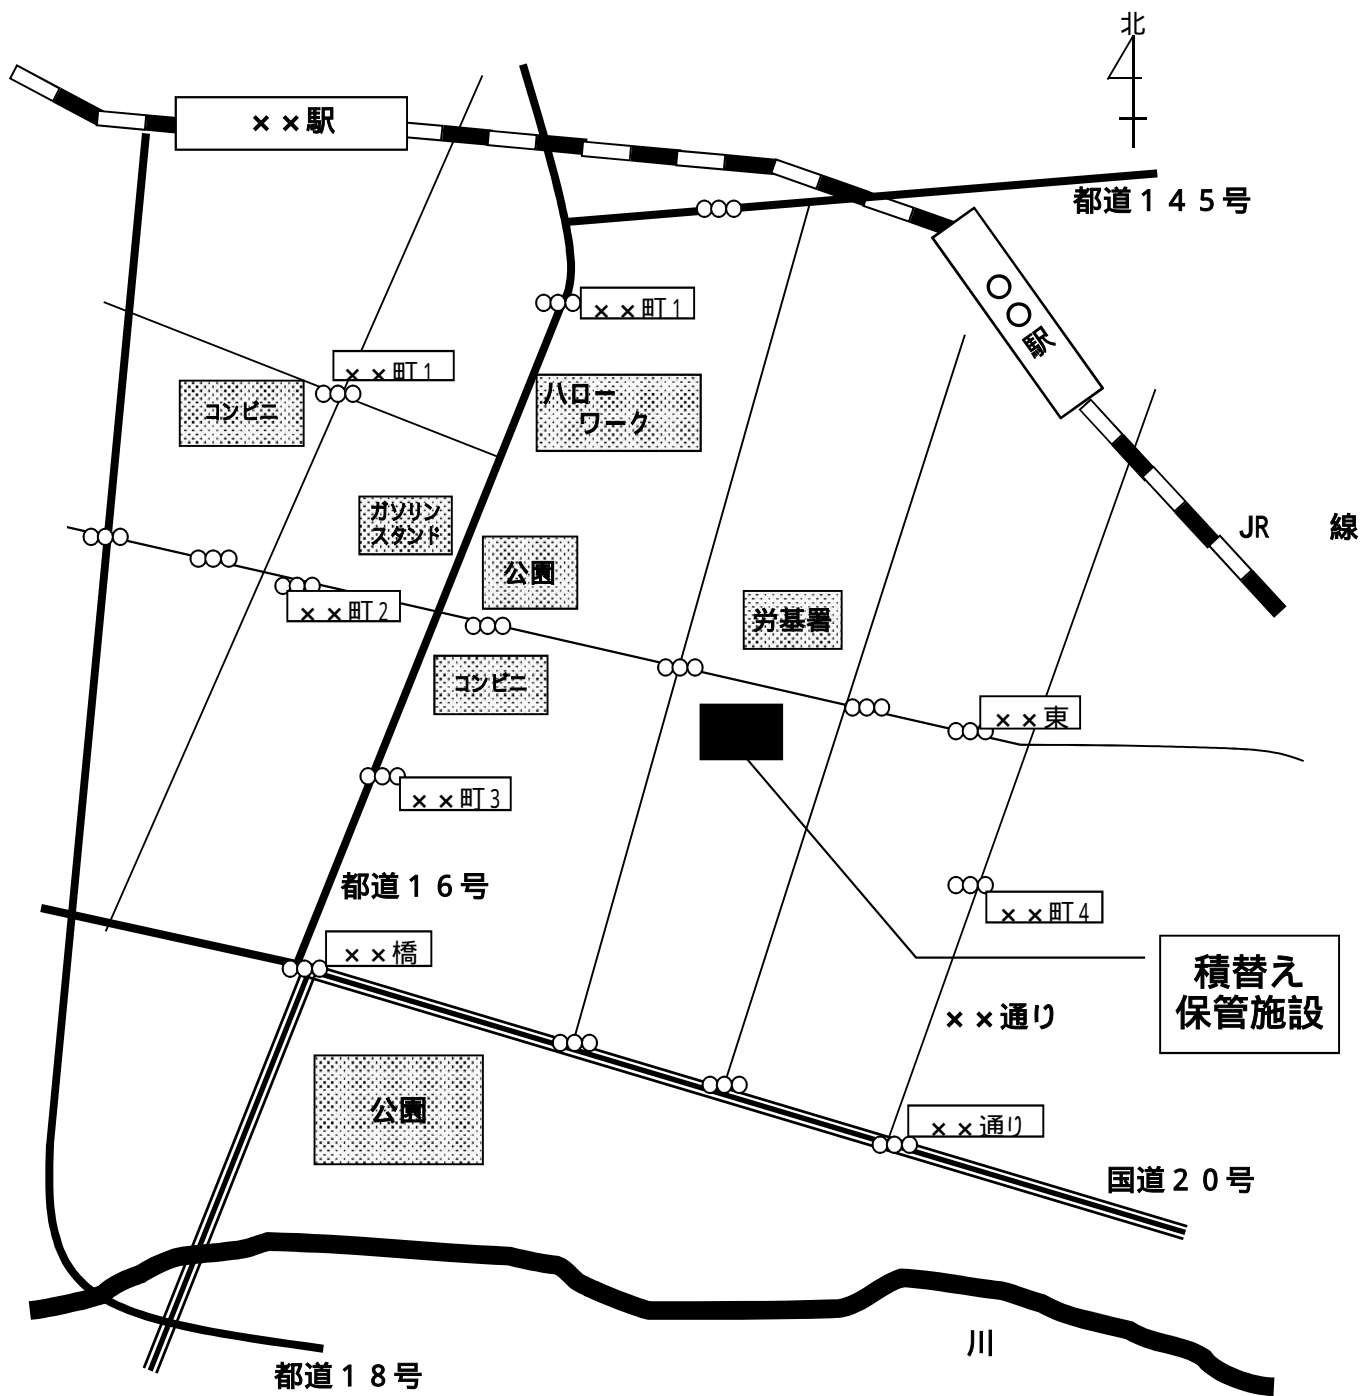 北
××駅
都道１４５号
○○駅
××町1
××町1
コンビニ
ハロー
ワーク
ガソリン
スタンド
公園
JR　　線
××町2
労基署
コンビニ
××東
××町3
都道１６号
××町4
××橋
積替え
保管施設
××通り
公園
××通り
国道２０号
川
都道１８号